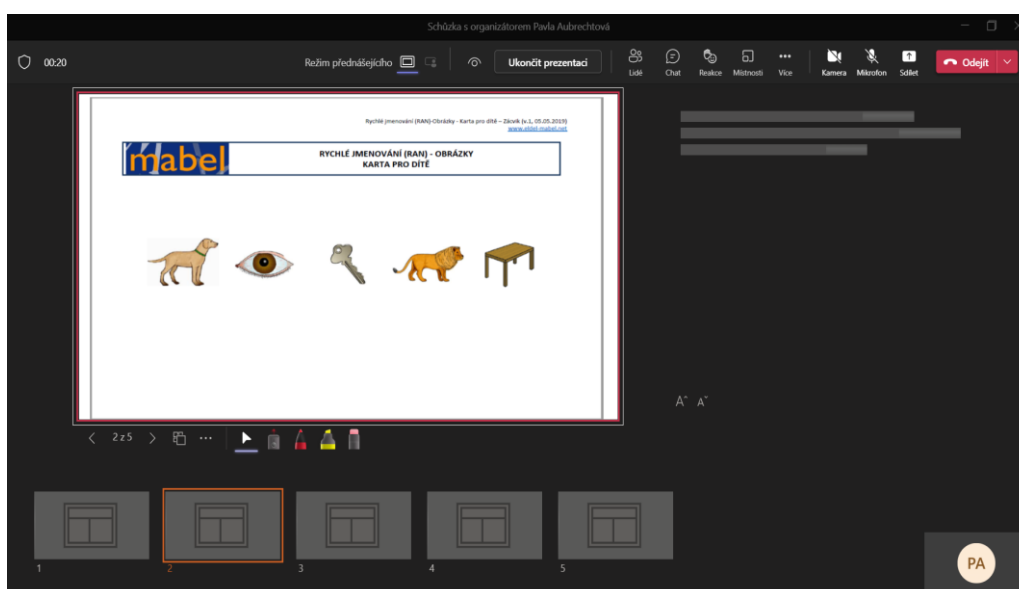 Schůzka s organizátorem Pavla Aubrechtová
00:20
Režim přednášejícího
Ukončit prezentaci
Lidé
Chat
Reakce
Místnosti
Více
Kamera
Mikrofon
Sdílet
Odejít
Rychlé jmenování (RAN)-Obrázky - Karta pro dítě – Zácvik (v.1, 05.05.2019)
www.eldel-mabel.net
mabel
RYCHLÉ JMENOVÁNÍ (RAN) - OBRÁZKY
KARTA PRO DÍTĚ
A^ A˅
2 z 5
1
2
3
4
5
PA